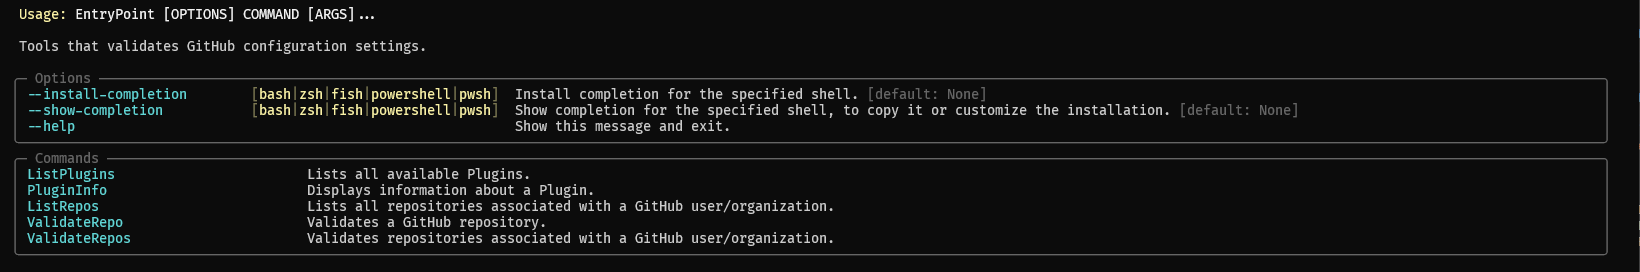 Usage: EntryPoint [OPTIONS] COMMAND [ARGS]...
Tools that validates GitHub configuration settings.
Options
--install-completion [bash|zsh|fish|powershell|pwsh] Install completion for the specified shell. [default: None]
--show-completion [bash|zsh|fish|powershell|pwsh] Show completion for the specified shell, to copy it or customize the installation. [default: None]
--help Show this message and exit.
Commands
ListPlugins Lists all available Plugins.
PluginInfo Displays information about a Plugin.
ListRepos Lists all repositories associated with a GitHub user/organization.
ValidateRepo Validates a GitHub repository.
ValidateRepos Validates repositories associated with a GitHub user/organization.